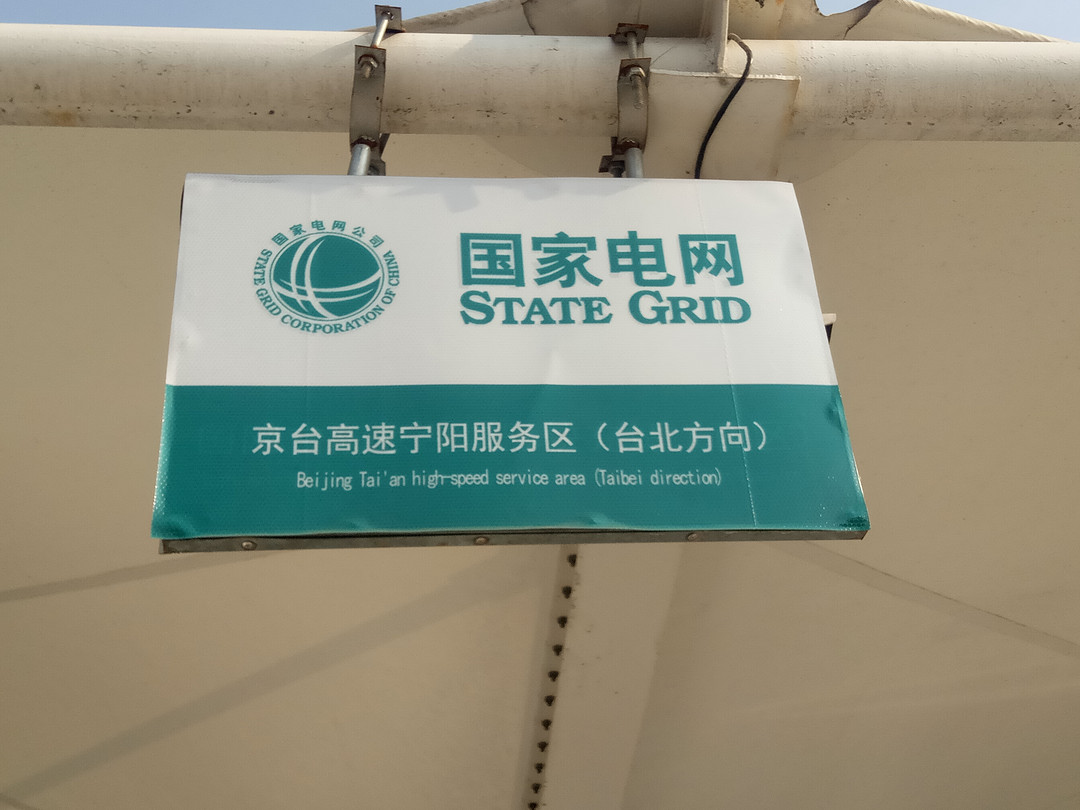 国家电网公司
STATE GRID CORPORATION OF CHINA
国家电网
STATE GRID
京台高速宁阳服务区（台北方向）
Beijing Tai'an high-speed service area (Taibei direction)